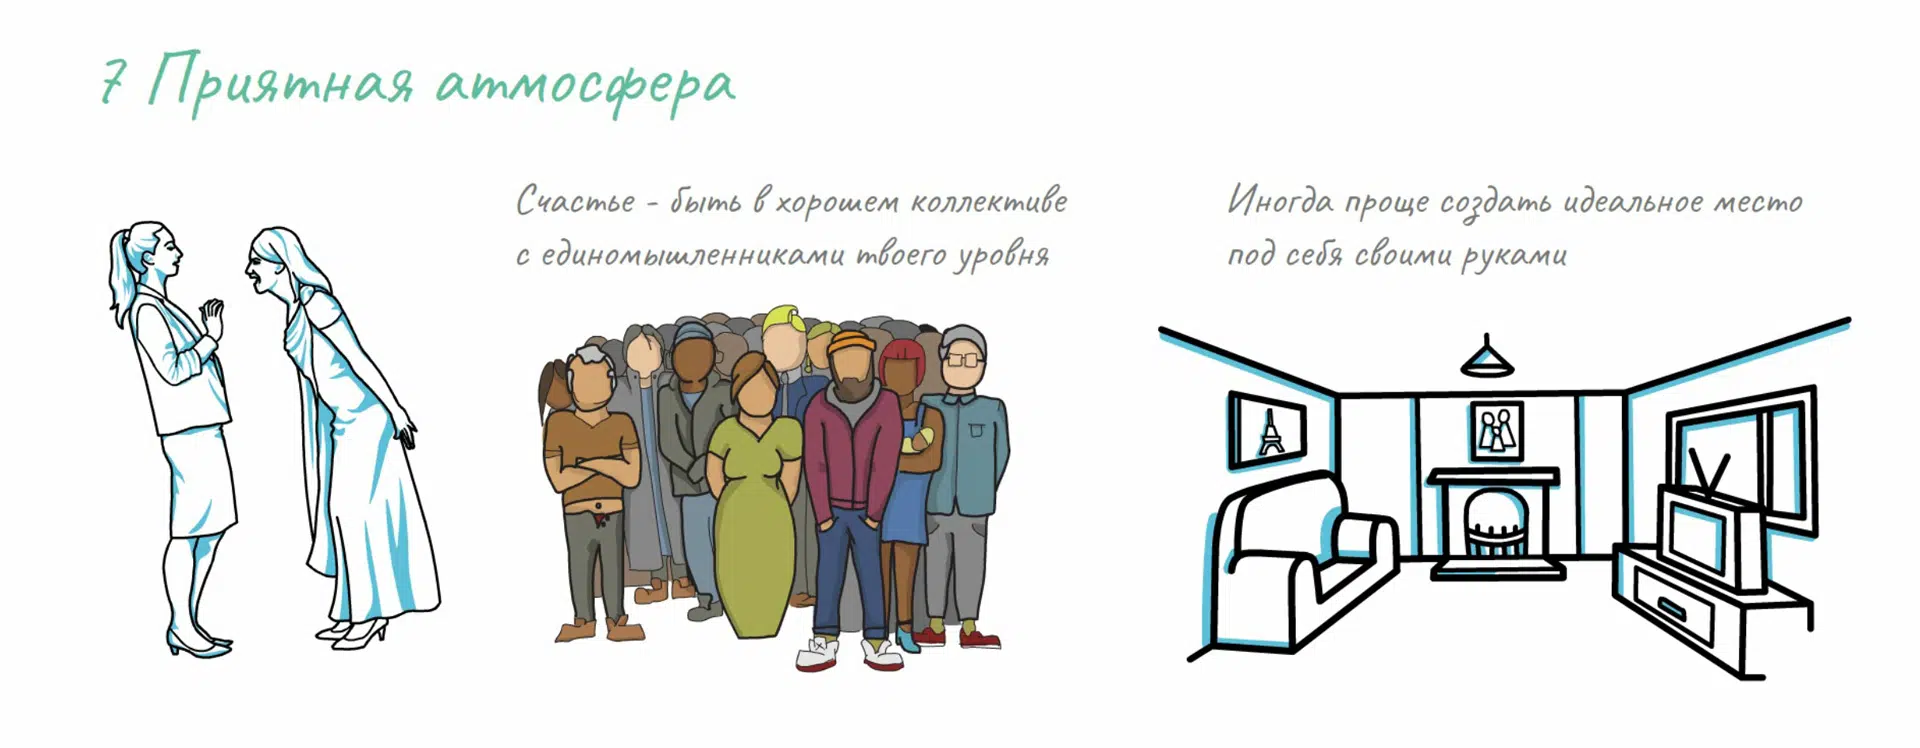 7 Приятная атмосфера
Счастье - быть в хорошем коллективе
с единомышленниками твоего уровня
Иногда проще создать идеальное место
под себя своими руками